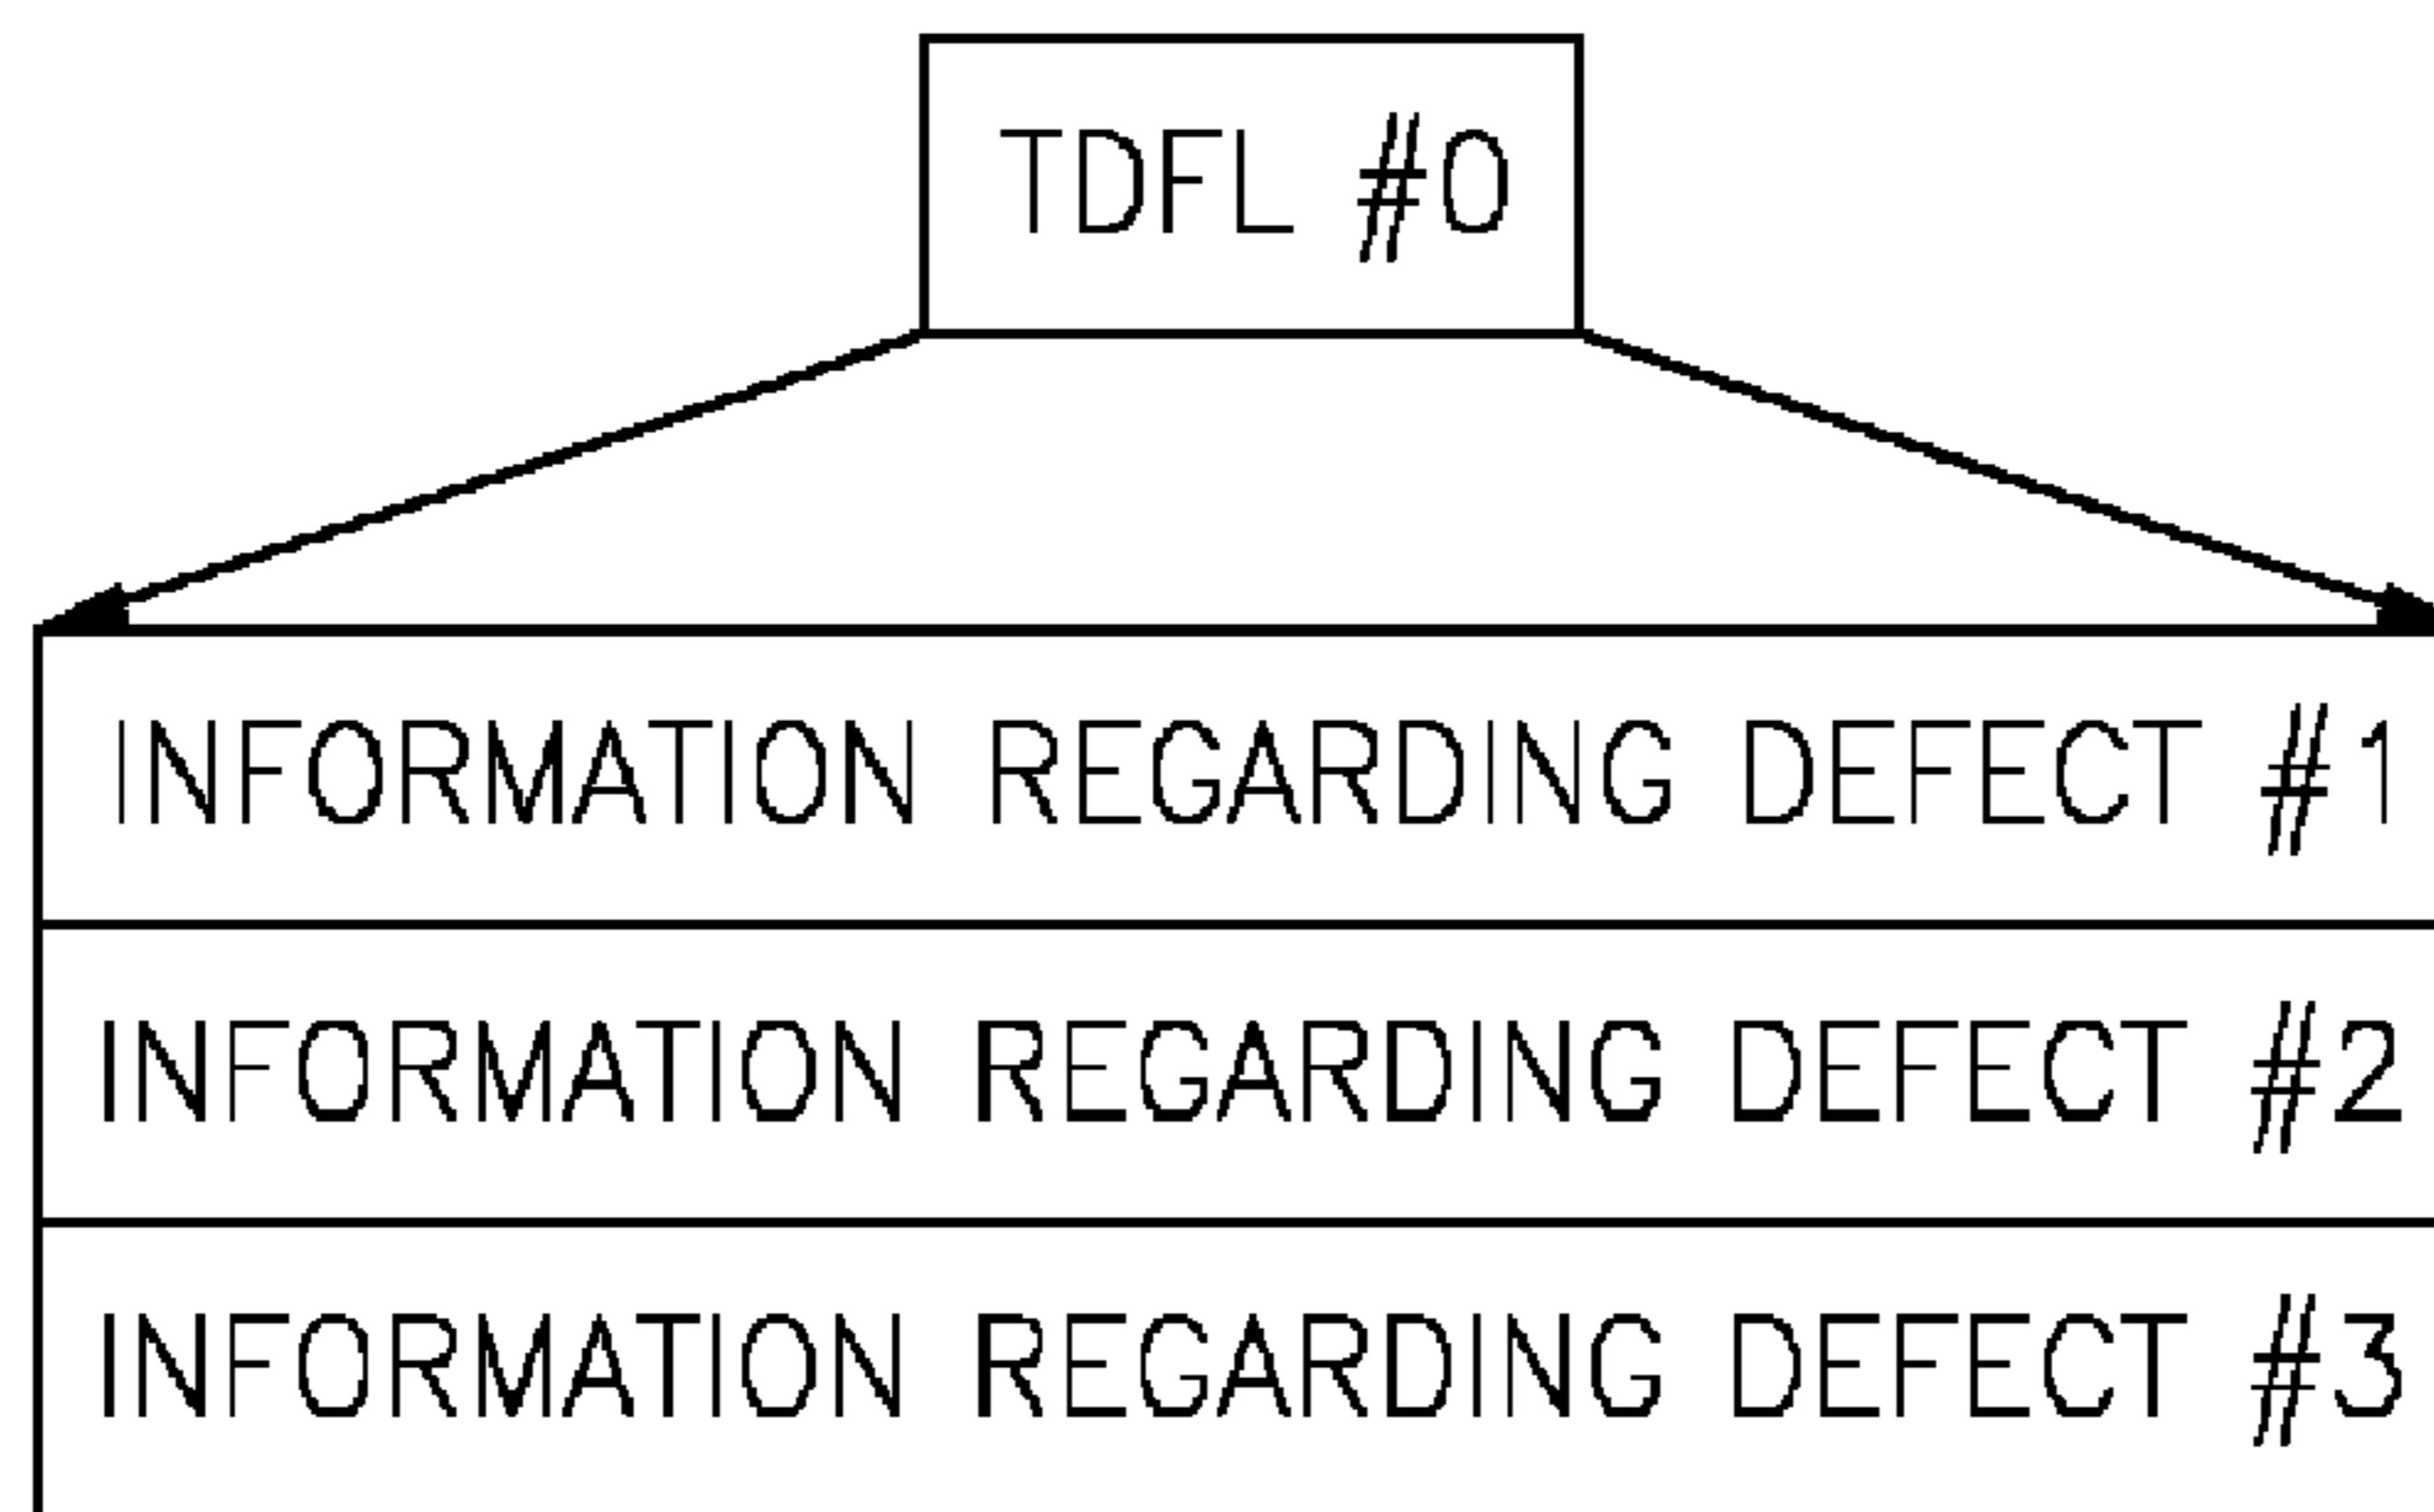 TDFL #0
INFORMATION REGARDING DEFECT #1
INFORMATION REGARDING DEFECT #2
INFORMATION REGARDING DEFECT #3